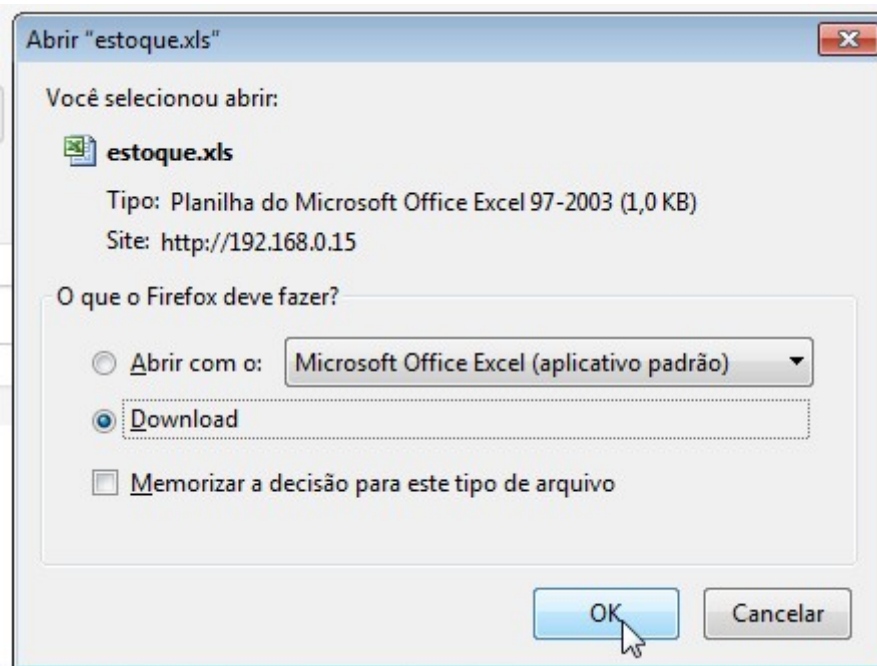 Abrir "estoque.xls"
Você selecionou abrir:
estoque.xls
Tipo: Planilha do Microsoft Office Excel 97-2003 (1,0 KB)
Site: http://192.168.0.15
O que o Firefox deve fazer?
Abrir com o: Microsoft Office Excel (aplicativo padrão)
Download
Memorizar a decisão para este tipo de arquivo
OK Cancelar